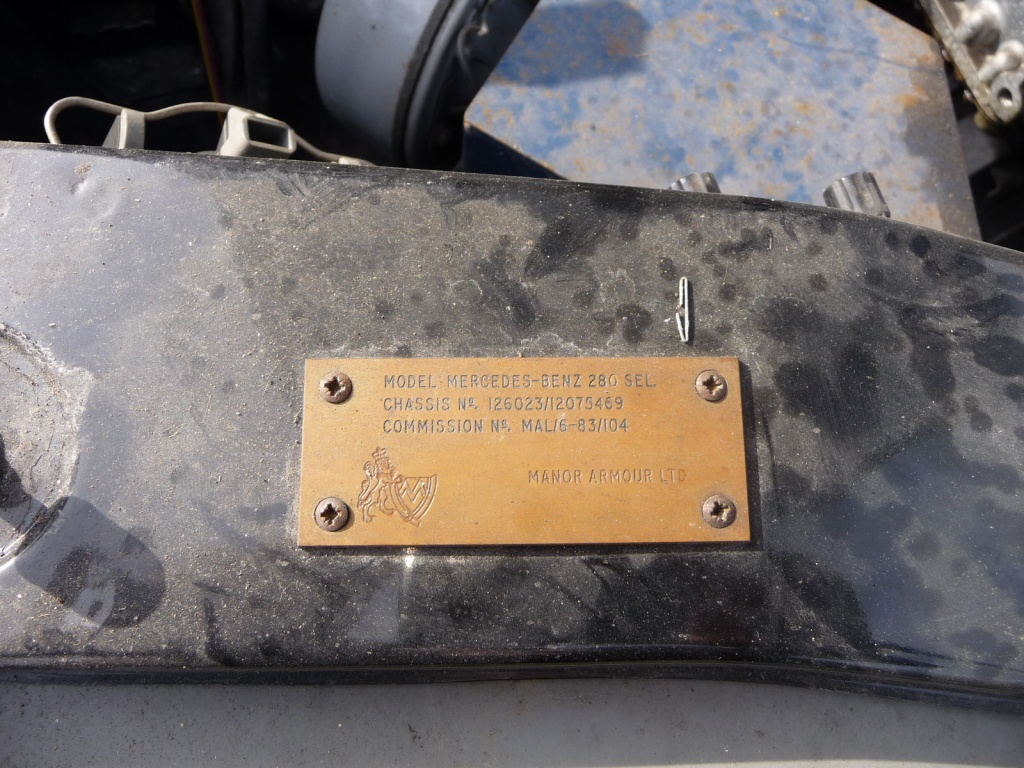 MODEL: MERCEDES-BENZ 280 SEL.
CHASSIS Nº. 126023/12075469
COMMISSION Nº. MAL/6-83/104
MANOR ARMOUR LTD
M